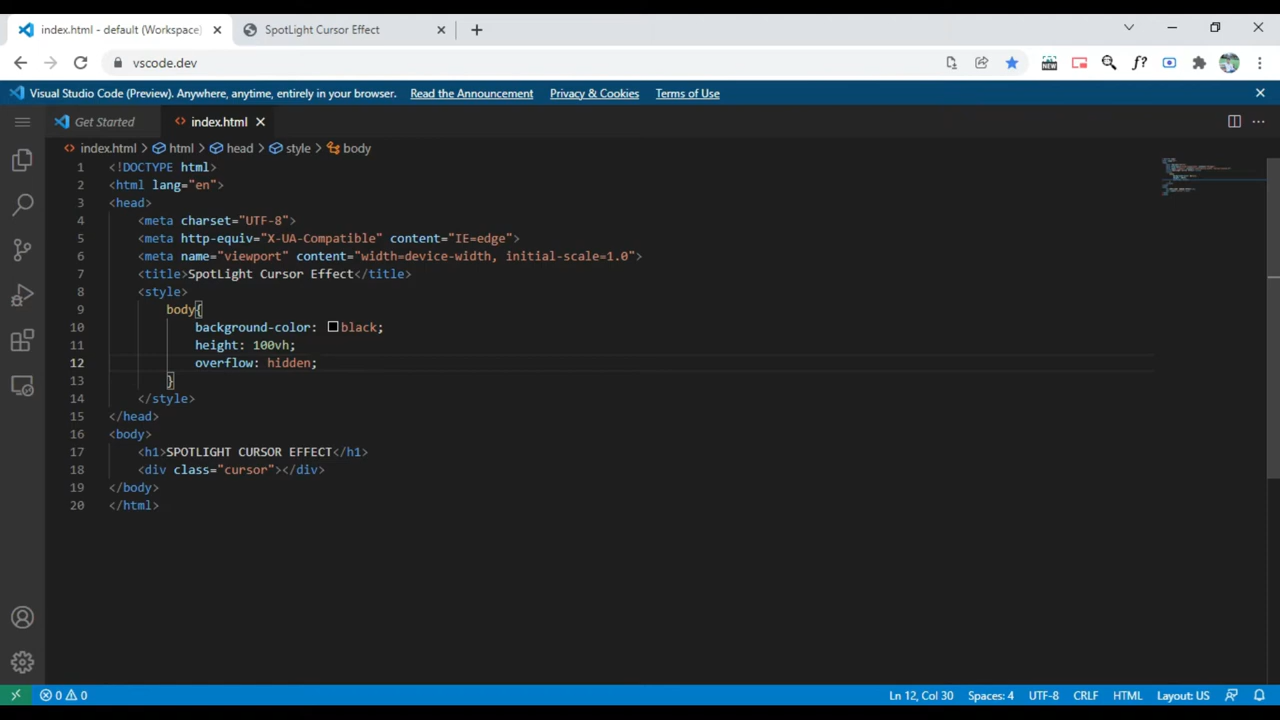 index.html - default (Workspace)
SpotLight Cursor Effect
vscode.dev
NEW
f?
Visual Studio Code (Preview). Anywhere, anytime, entirely in your browser. Read the Announcement Privacy & Cookies Terms of Use
Get Started
index.html
index.html > html > head > style > body
1 <!DOCTYPE html>
2 <html lang="en">
3 <head>
4 <meta charset="UTF-8">
5 <meta http-equiv="X-UA-Compatible" content="IE=edge">
6 <meta name="viewport" content="width=device-width, initial-scale=1.0">
7 <title>SpotLight Cursor Effect</title>
8 <style>
9 body{
10 background-color: black;
11 height: 100vh;
12 overflow: hidden;
13 }
14 </style>
15 </head>
16 <body>
17 <h1>SPOTLIGHT CURSOR EFFECT</h1>
18 <div class="cursor"></div>
19 </body>
20 </html>
0 0 Ln 12, Col 30 Spaces: 4 UTF-8 CRLF HTML Layout: US